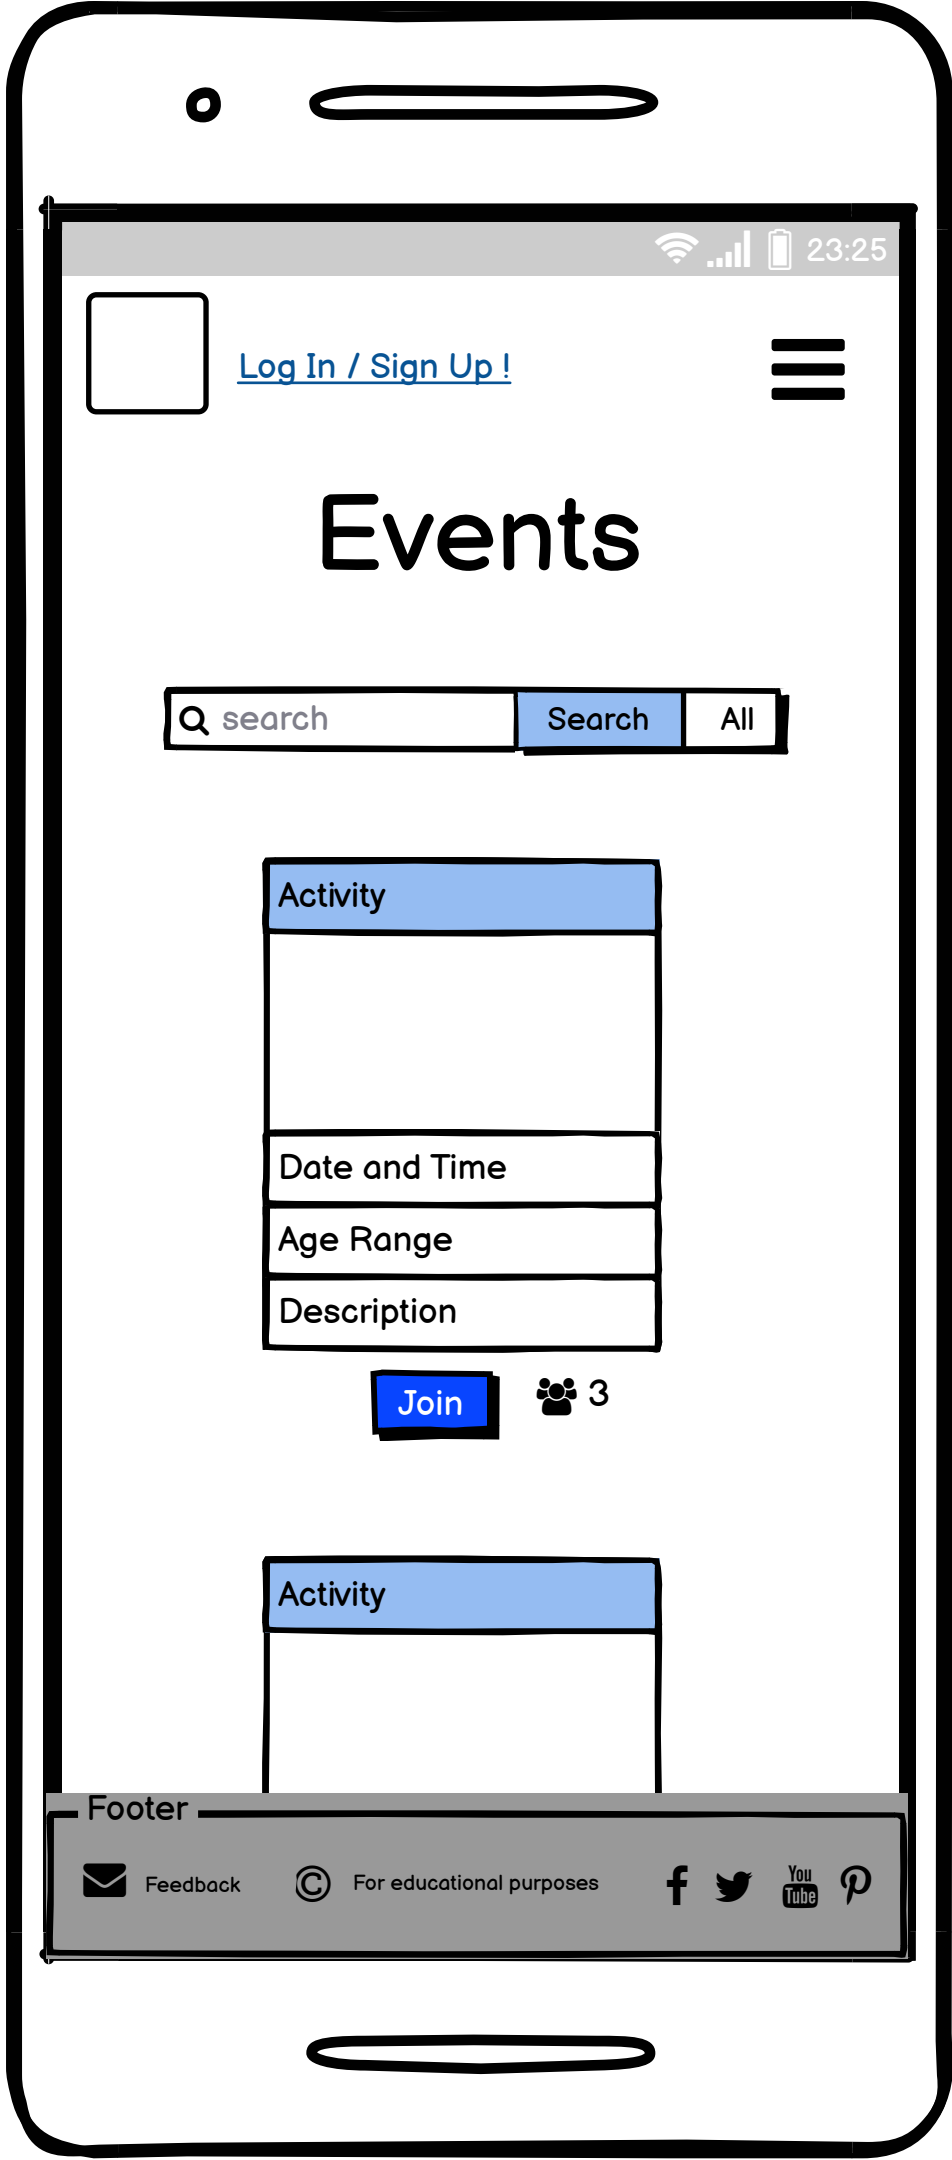 23:25
Log In / Sign Up !
Events
search Search All
Activity
Date and Time
Age Range
Description
Join 3
Activity
Footer
Feedback © For educational purposes f You Tube